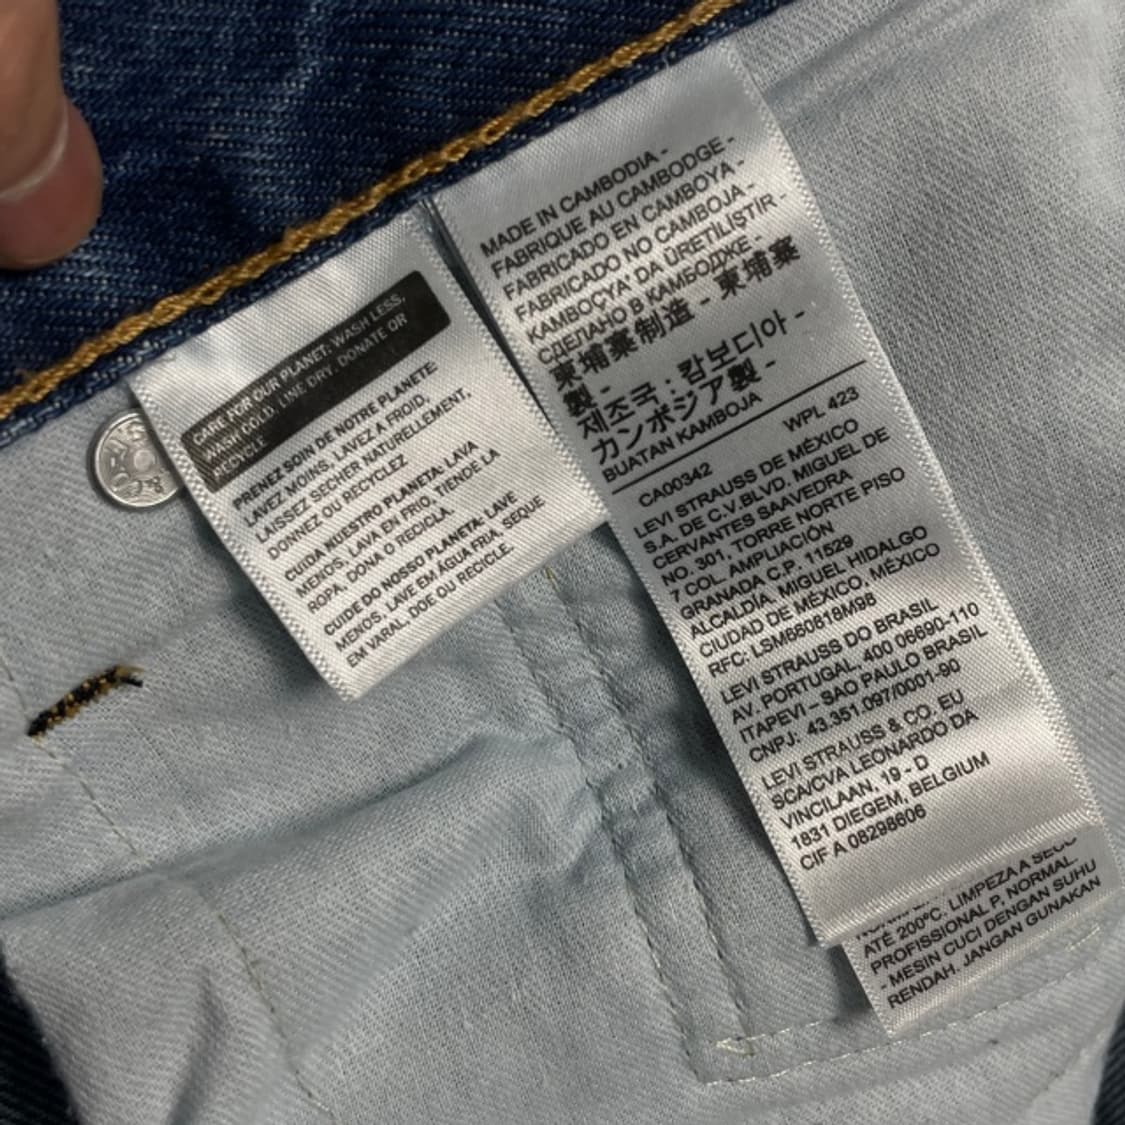 CARE FOR OUR PLANET: WASH LESS,
WASH COLD, LINE DRY, DONATE OR
RECYCLE
PRENEZ SOIN DE NOTRE PLANETE:
LAVEZ MOINS, LAVEZ A FROID,
LAISSEZ SECHER NATURELLEMENT,
DONNEZ OU RECYCLEZ
CUIDA NUESTRO PLANETA: LAVA
MENOS, LAVA EN FRIO, TIENDE LA
ROPA, DONA O RECICLA.
CUIDE DO NOSSO PLANETA: LAVE
MENOS, LAVE EM ÁGUA FRIA, SEQUE
EM VARAL, DOE OU RECICLE.
MADE IN CAMBODIA -
FABRIQUE AU CAMBODGE -
FABRICADO EN CAMBOYA -
FABRICADO NO CAMBOJA -
KAMBOÇYA' DA ÜRETİLİŞTİR -
СДЕЛАНО В КАМБОДЖЕ -
柬埔寨制造 - 柬埔寨
製 -
제조국 : 캄보디아 -
カンボジア製 -
BUATAN KAMBOJA
WPL 423
CA00342
LEVI STRAUSS DE MÉXICO
S.A. DE C.V.BLVD. MIGUEL DE
CERVANTES SAAVEDRA
NO. 301, TORRE NORTE PISO
7 COL. AMPLIACIÓN
GRANADA C.P. 11529
ALCALDÍA, MIGUEL HIDALGO
CIUDAD DE MÉXICO, MÉXICO
RFC: LSM660818M98
LEVI STRAUSS DO BRASIL
AV. PORTUGAL, 400 06690-110
ITAPEVI – SAO PAULO BRASIL
CNPJ: 43.351.097/0001-90
LEVI STRAUSS & CO. EU
SCA/CVA LEONARDO DA
VINCILAAN, 19 - D
1831 DIEGEM, BELGIUM
CIF A 08298606
ATÉ 200ºC. LIMPEZA A SECO
PROFISSIONAL P, NORMAL.
- MESIN CUCI DENGAN SUHU
RENDAH. JANGAN GUNAKAN